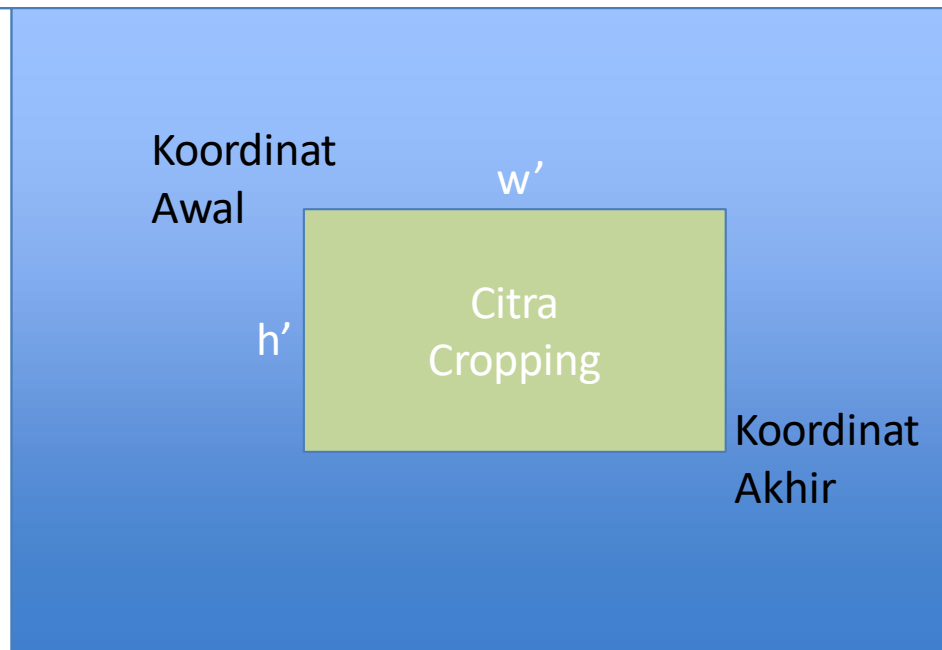 Koordinat
Awal
w’
h’
Citra
Cropping
Koordinat
Akhir